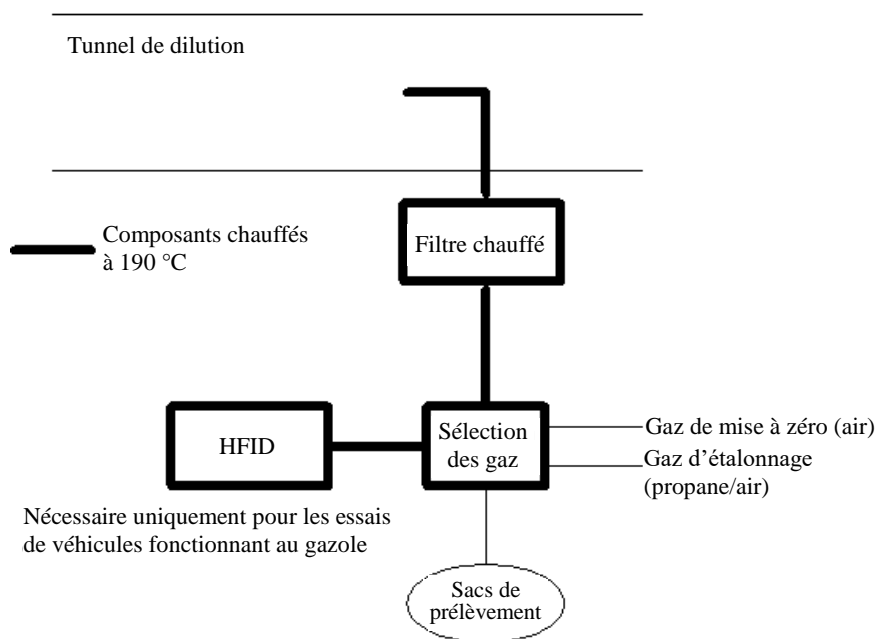 Tunnel de dilution
Composants chauffés
à 190 °C
Filtre chauffé
HFID
Sélection
des gaz
Gaz de mise à zéro (air)
Gaz d’étalonnage
(propane/air)
Nécessaire uniquement pour les essais
de véhicules fonctionnant au gazole
Sacs de
prélèvement